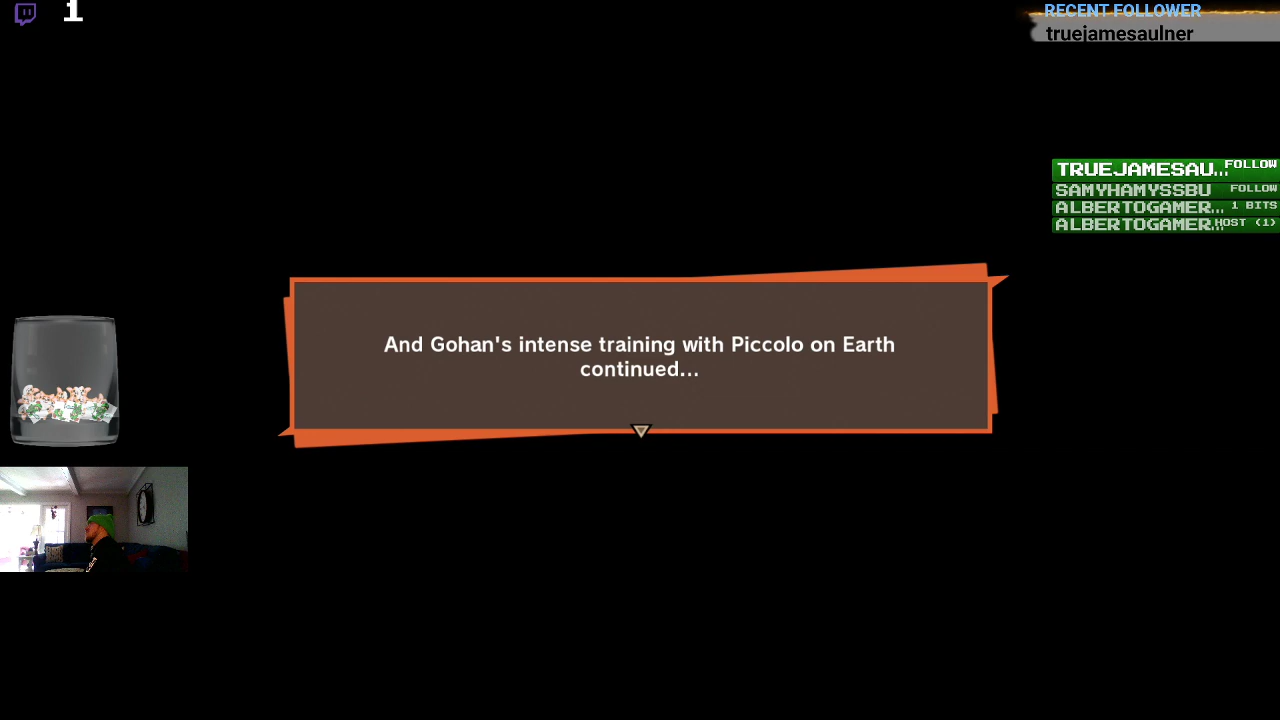 1
RECENT FOLLOWER
truejamesaulner
TRUEJAMESAU... FOLLOW
SAMYHAMYSSBU FOLLOW
ALBERTOGAMER... 1 BITS
ALBERTOGAMER... HOST (1)
And Gohan's intense training with Piccolo on Earth
continued...